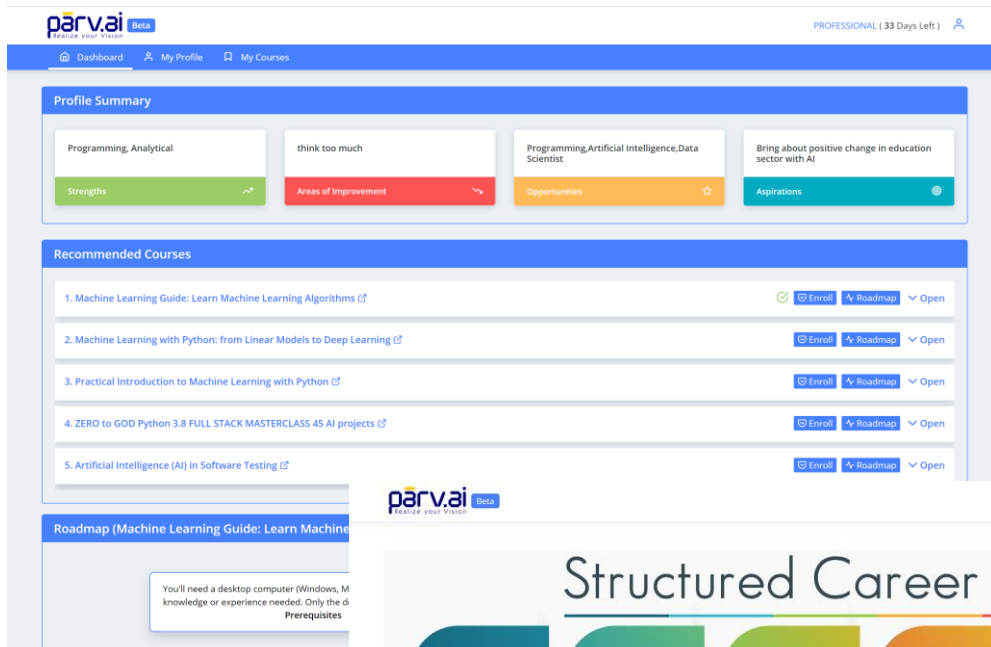 pārv.ai Beta
Realize your Vision
PROFESSIONAL ( 33 Days Left )
Dashboard My Profile My Courses
Profile Summary
Programming, Analytical
Strengths
think too much
Areas of Improvement
Programming,Artificial Intelligence,Data
Scientist
Opportunities
Bring about positive change in education
sector with AI
Aspirations
Recommended Courses
1. Machine Learning Guide: Learn Machine Learning Algorithms Enroll Roadmap Open
2. Machine Learning with Python: from Linear Models to Deep Learning Enroll Roadmap Open
3. Practical Introduction to Machine Learning with Python Enroll Roadmap Open
4. ZERO to GOD Python 3.8 FULL STACK MASTERCLASS 45 AI projects Enroll Roadmap Open
5. Artificial Intelligence (AI) in Software Testing Enroll Roadmap Open
Roadmap (Machine Learning Guide: Learn Machine
You'll need a desktop computer (Windows, M
knowledge or experience needed. Only the d
Prerequisites
pārv.ai Beta
Realize your Vision
Structured Career